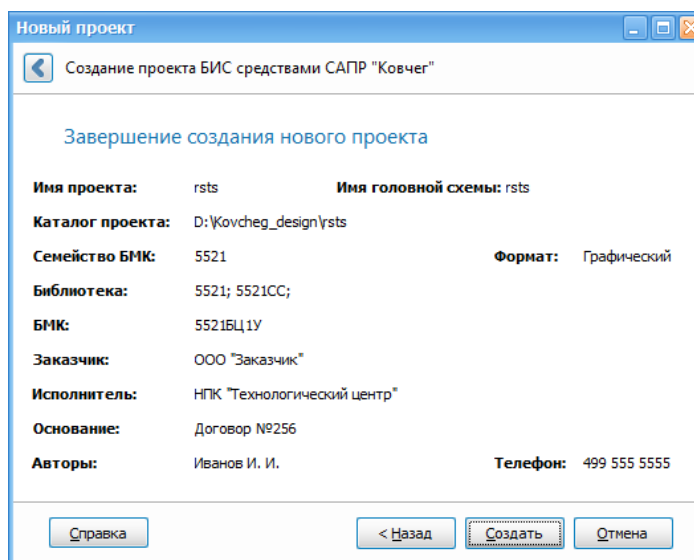 Новый проект
Создание проекта БИС средствами САПР "Ковчег"
Завершение создания нового проекта
Имя проекта: rsts Имя головной схемы: rsts
Каталог проекта: D:\Kovcheg_design\rsts
Семейство БМК: 5521 Формат: Графический
Библиотека: 5521; 5521СС;
БМК: 5521БЦ1У
Заказчик: ООО "Заказчик"
Исполнитель: НПК "Технологический центр"
Основание: Договор №256
Авторы: Иванов И. И. Телефон: 499 555 5555
Справка < Назад Создать Отмена